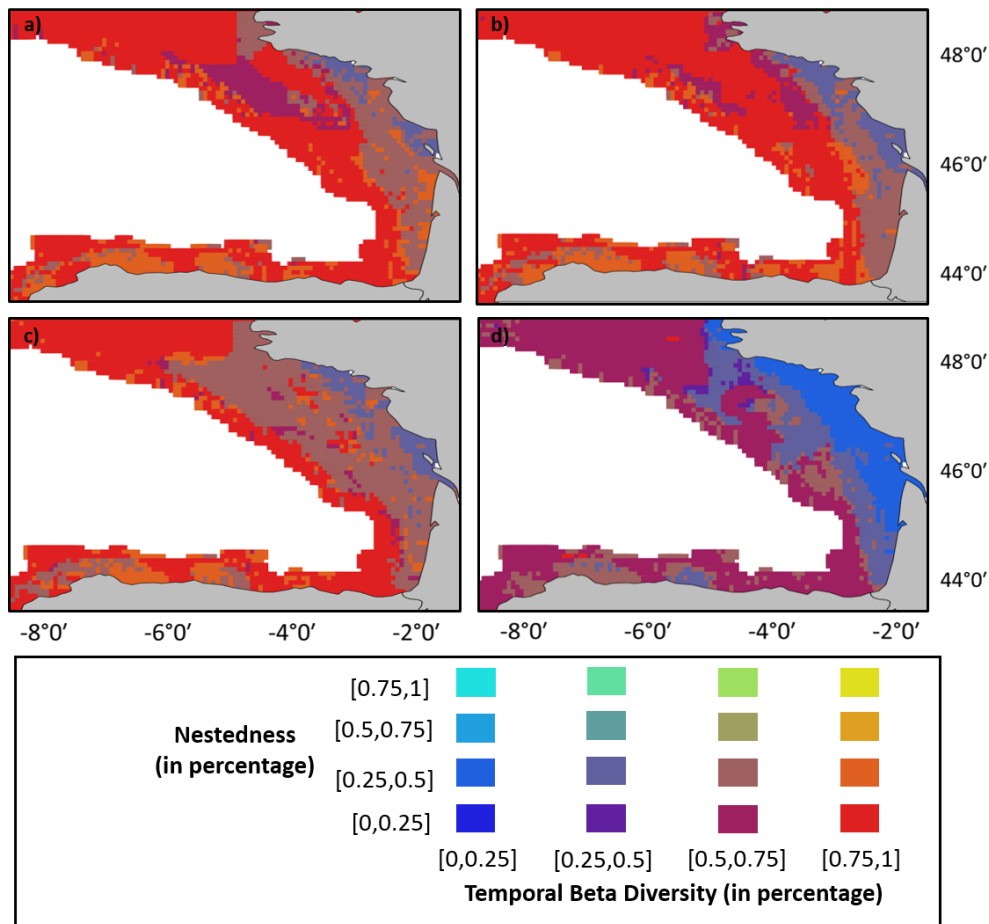 a)
b)
48°0′
46°0′
44°0′
c)
d)
48°0′
46°0′
44°0′
-8°0′ -6°0′ -4°0′ -2°0′ -8°0′ -6°0′ -4°0′ -2°0′
[0.75,1]
Nestedness
(in percentage)
[0.5,0.75]
[0.25,0.5]
[0,0.25]
[0,0.25] [0.25,0.5] [0.5,0.75] [0.75,1]
Temporal Beta Diversity (in percentage)